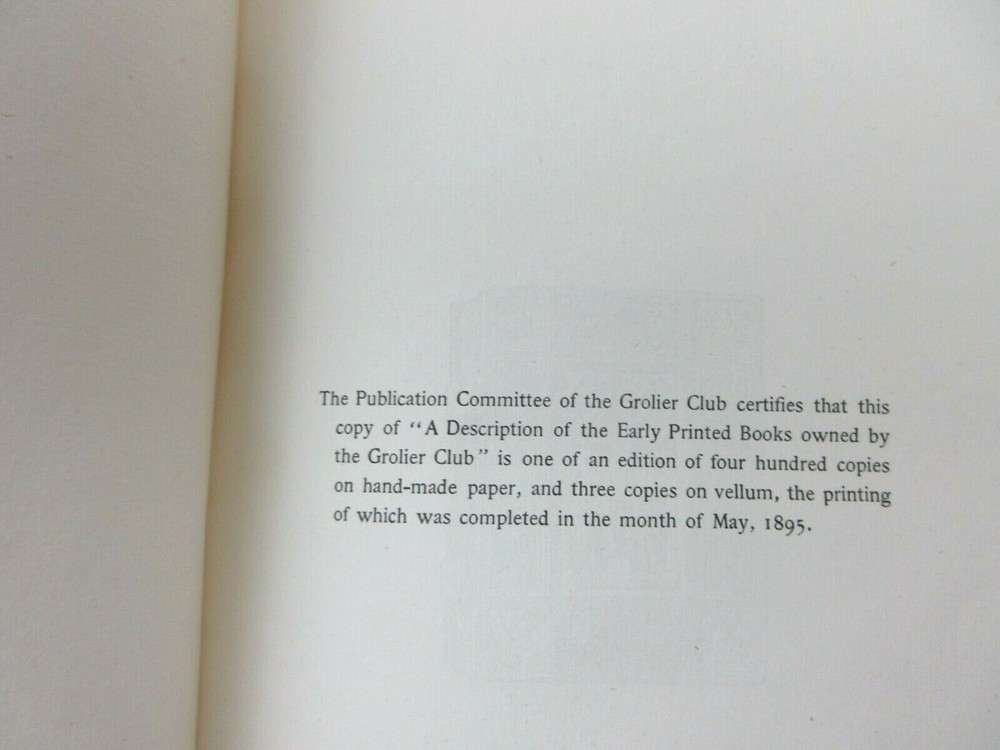 The Publication Committee of the Grolier Club certifies that this
copy of “A Description of the Early Printed Books owned by
the Grolier Club” is one of an edition of four hundred copies
on hand-made paper, and three copies on vellum, the printing
of which was completed in the month of May, 1895.